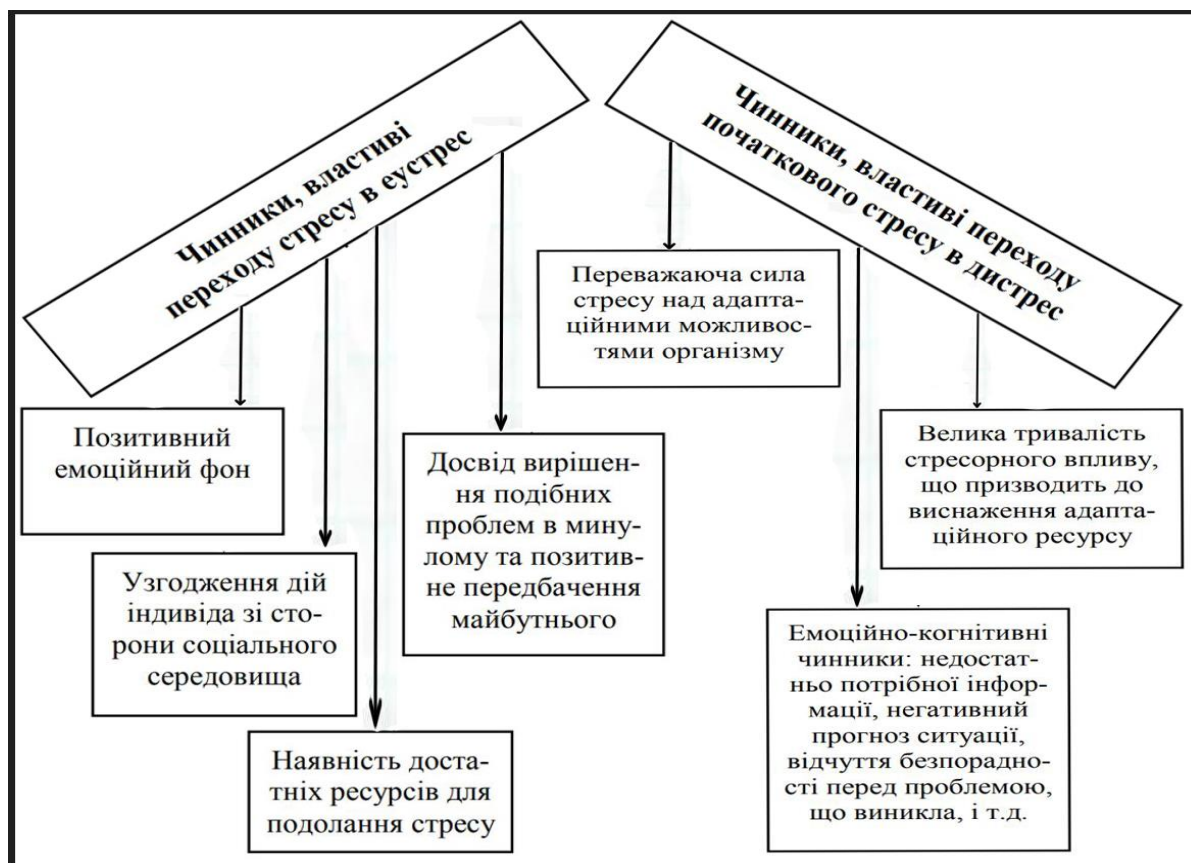 Чинники, властиві
переходу стресу в еустрес
Позитивний
емоційний фон
Узгодження дій
індивіда зі сто-
рони соціального
середовища
Наявність доста-
тніх ресурсів для
подолання стресу
Досвід вирішен-
ня подібних
проблем в мину-
лому та позитив-
не передбачення
майбутнього
Чинники, властиві переходу
початкового стресу в дистрес
Переважаюча сила
стресу над адапта-
ційними можливос-
тями організму
Емоційно-когнітивні
чинники: недостат-
ньо потрібної інфор-
мації, негативний
прогноз ситуації,
відчуття безпорадно-
сті перед проблемою,
що виникла, і т.д.
Велика тривалість
стресорного впливу,
що призводить до
виснаження адапта-
ційного ресурсу